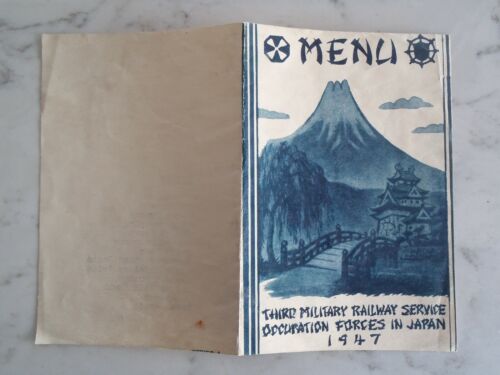 MENU
THIRD MILITARY RAILWAY SERVICE
OCCUPATION FORCES IN JAPAN
1947